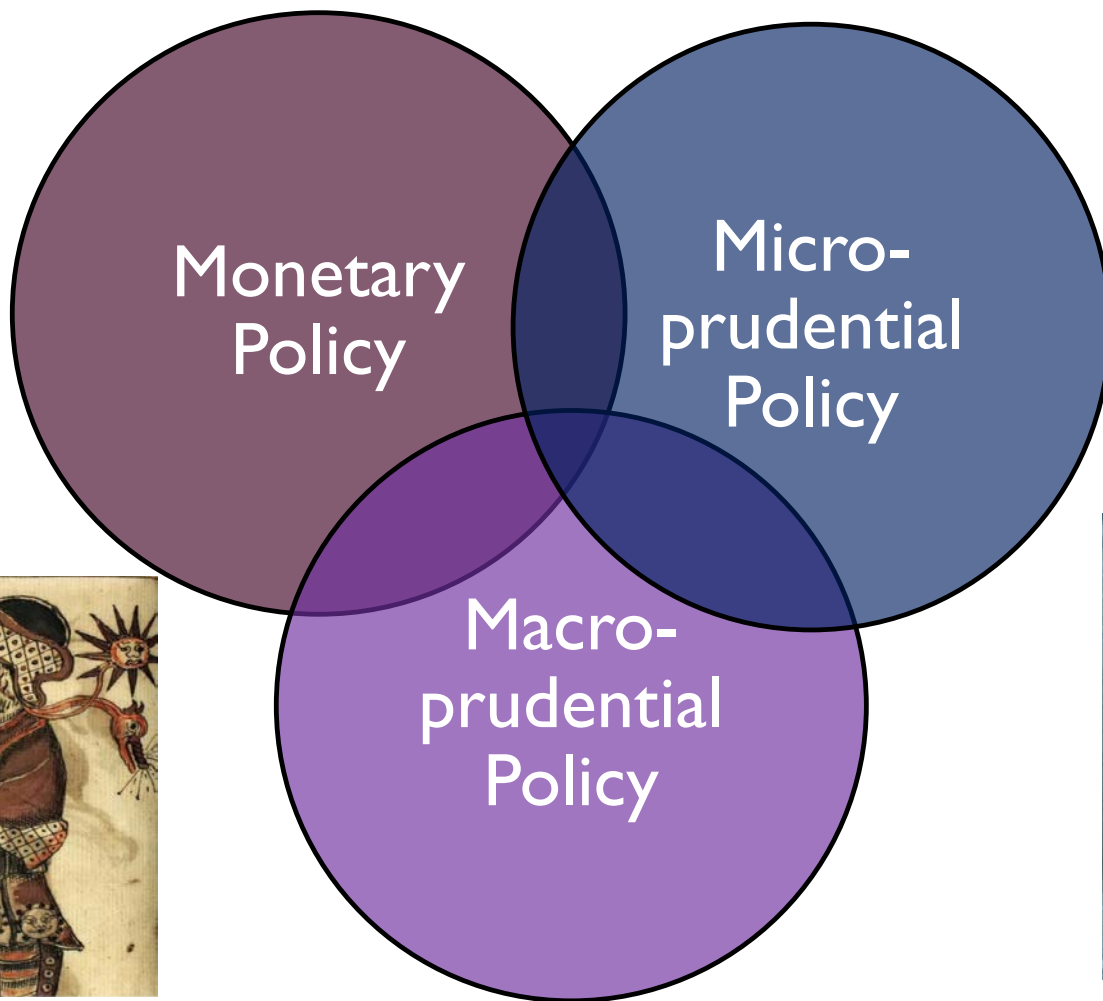 Monetary
Policy
Micro-
prudential
Policy
Macro-
prudential
Policy